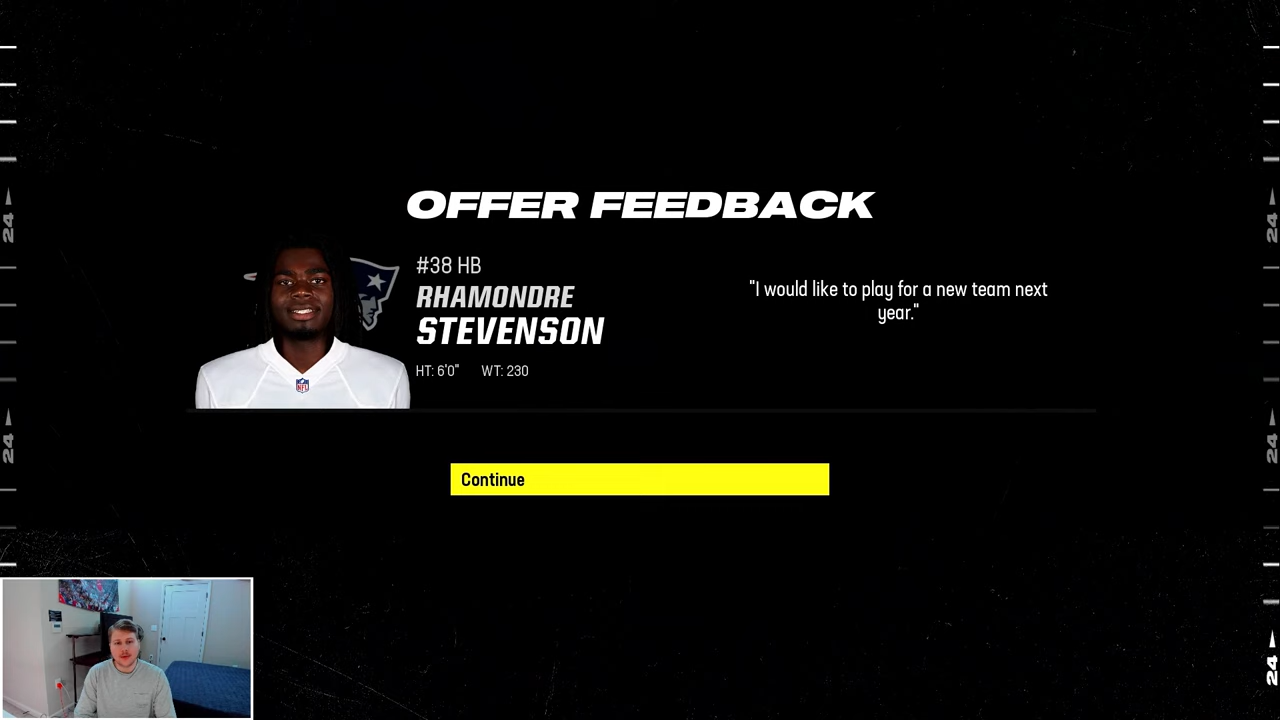 OFFER FEEDBACK
#38 HB
RHAMONDRE
STEVENSON
HT: 6'0" WT: 230
"I would like to play for a new team next
year."
Continue
24
24
24
24
24
NFL